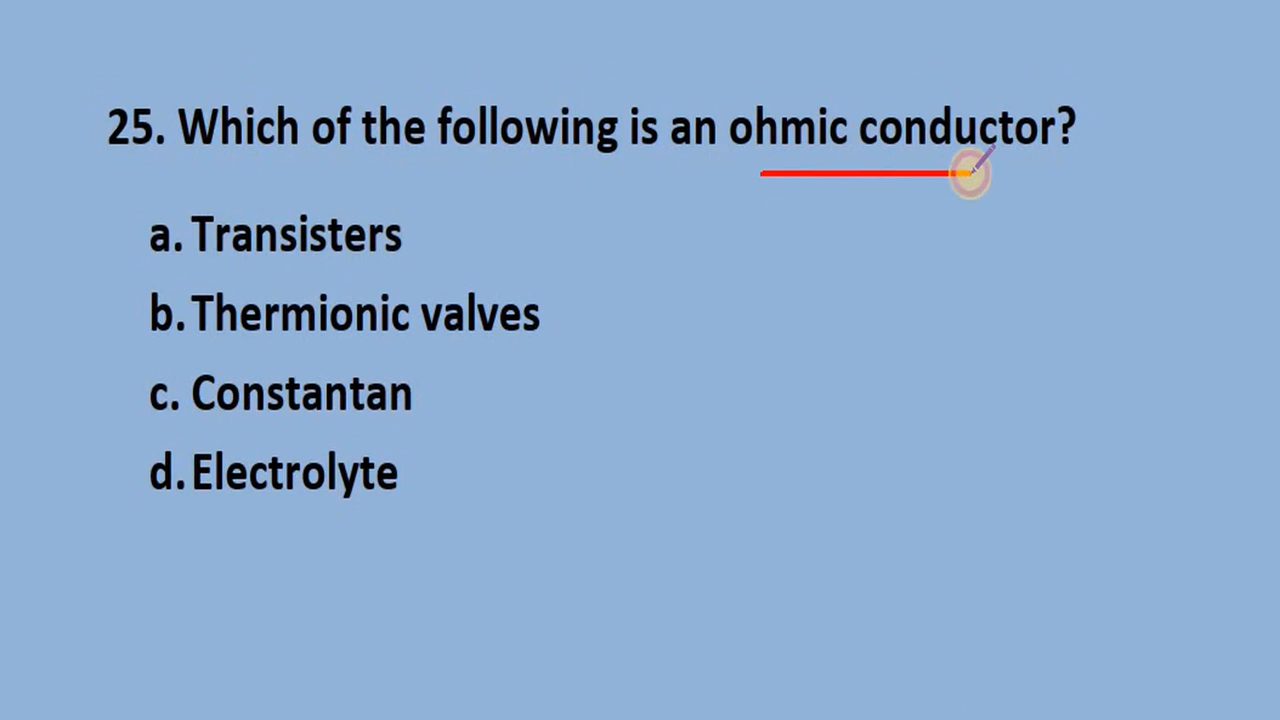 25. Which of the following is an ohmic conductor?
a. Transisters
b. Thermionic valves
c. Constantan
d. Electrolyte